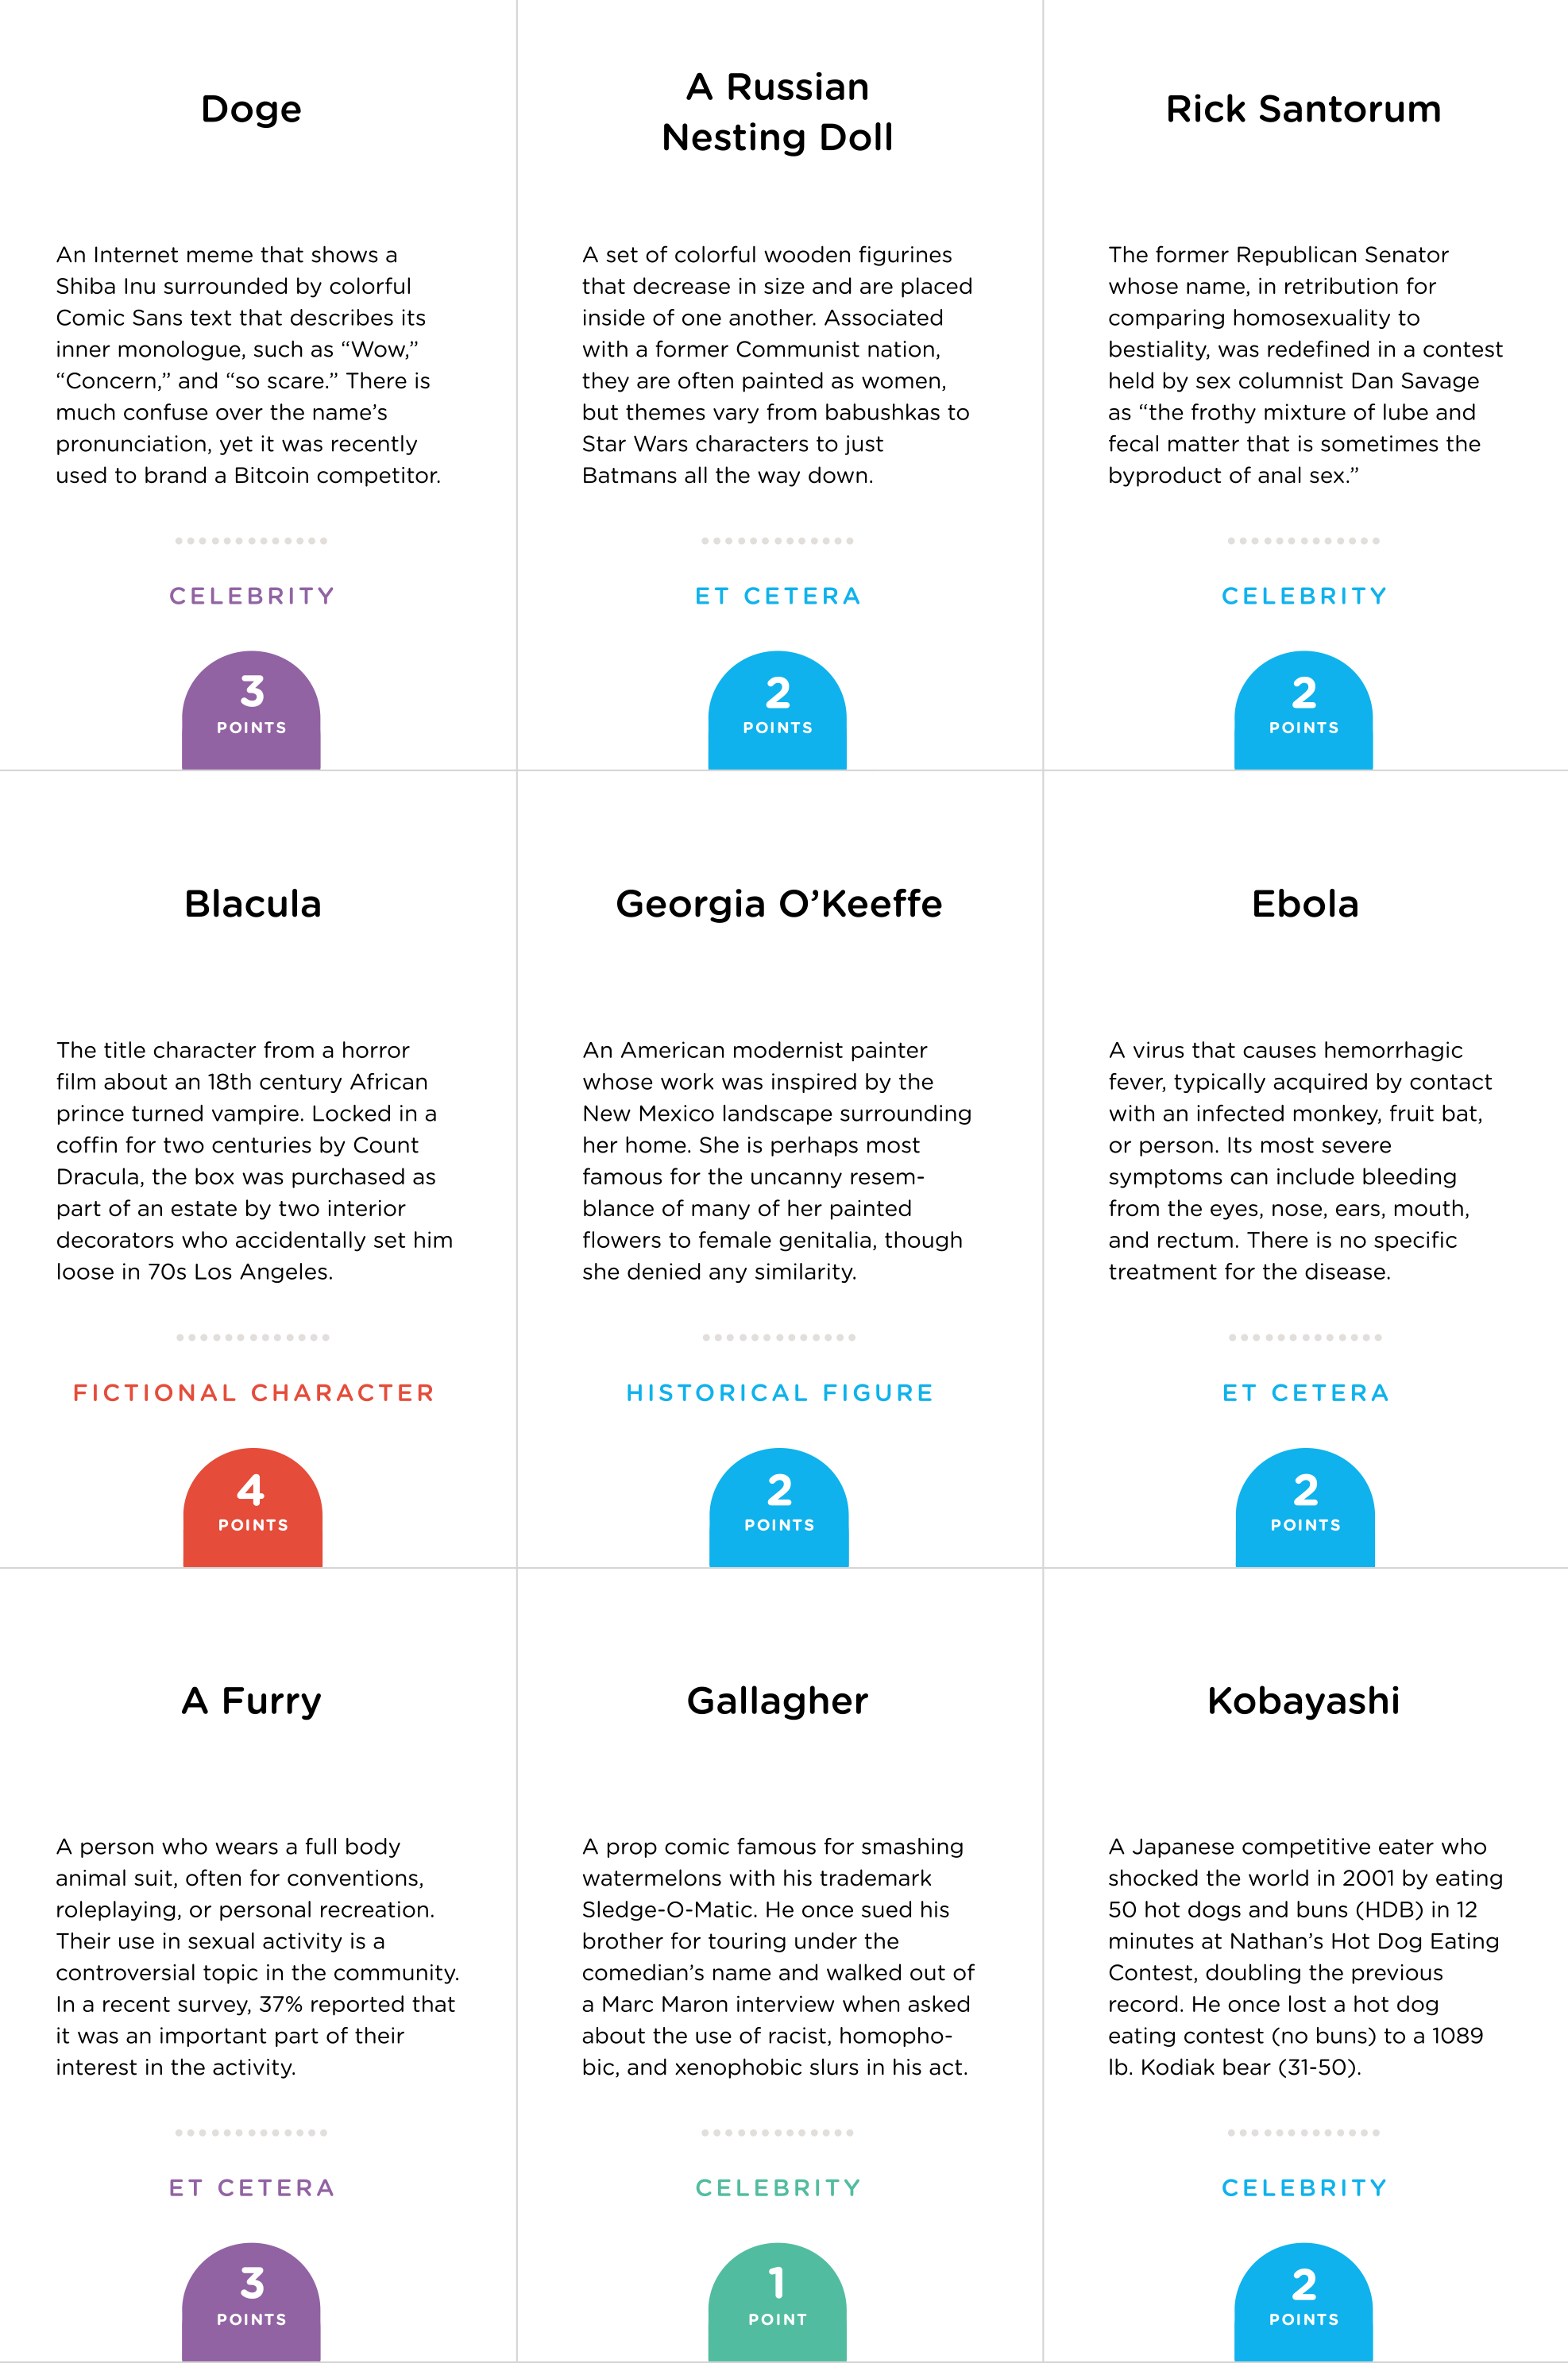 Doge
An Internet meme that shows a
Shiba Inu surrounded by colorful
Comic Sans text that describes its
inner monologue, such as “Wow,”
“Concern,” and “so scare.” There is
much confuse over the name’s
pronunciation, yet it was recently
used to brand a Bitcoin competitor.
CELEBRITY
3
POINTS
A Russian
Nesting Doll
A set of colorful wooden figurines
that decrease in size and are placed
inside of one another. Associated
with a former Communist nation,
they are often painted as women,
but themes vary from babushkas to
Star Wars characters to just
Batmans all the way down.
ET CETERA
2
POINTS
Rick Santorum
The former Republican Senator
whose name, in retribution for
comparing homosexuality to
bestiality, was redefined in a contest
held by sex columnist Dan Savage
as “the frothy mixture of lube and
fecal matter that is sometimes the
byproduct of anal sex.”
CELEBRITY
2
POINTS
Blacula
The title character from a horror
film about an 18th century African
prince turned vampire. Locked in a
coffin for two centuries by Count
Dracula, the box was purchased as
part of an estate by two interior
decorators who accidentally set him
loose in 70s Los Angeles.
FICTIONAL CHARACTER
4
POINTS
Georgia O’Keeffe
An American modernist painter
whose work was inspired by the
New Mexico landscape surrounding
her home. She is perhaps most
famous for the uncanny resem-
blance of many of her painted
flowers to female genitalia, though
she denied any similarity.
HISTORICAL FIGURE
2
POINTS
Ebola
A virus that causes hemorrhagic
fever, typically acquired by contact
with an infected monkey, fruit bat,
or person. Its most severe
symptoms can include bleeding
from the eyes, nose, ears, mouth,
and rectum. There is no specific
treatment for the disease.
ET CETERA
2
POINTS
A Furry
A person who wears a full body
animal suit, often for conventions,
roleplaying, or personal recreation.
Their use in sexual activity is a
controversial topic in the community.
In a recent survey, 37% reported that
it was an important part of their
interest in the activity.
ET CETERA
3
POINTS
Gallagher
A prop comic famous for smashing
watermelons with his trademark
Sledge-O-Matic. He once sued his
brother for touring under the
comedian’s name and walked out of
a Marc Maron interview when asked
about the use of racist, homopho-
bic, and xenophobic slurs in his act.
CELEBRITY
1
POINT
Kobayashi
A Japanese competitive eater who
shocked the world in 2001 by eating
50 hot dogs and buns (HDB) in 12
minutes at Nathan’s Hot Dog Eating
Contest, doubling the previous
record. He once lost a hot dog
eating contest (no buns) to a 1089
lb. Kodiak bear (31-50).
CELEBRITY
2
POINTS